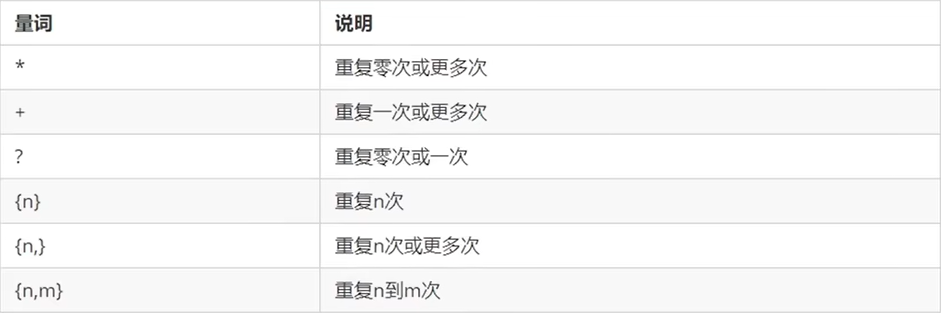 量词 说明
* 重复零次或更多次
+ 重复一次或更多次
? 重复零次或一次
{n} 重复n次
{n,} 重复n次或更多次
{n,m} 重复n到m次